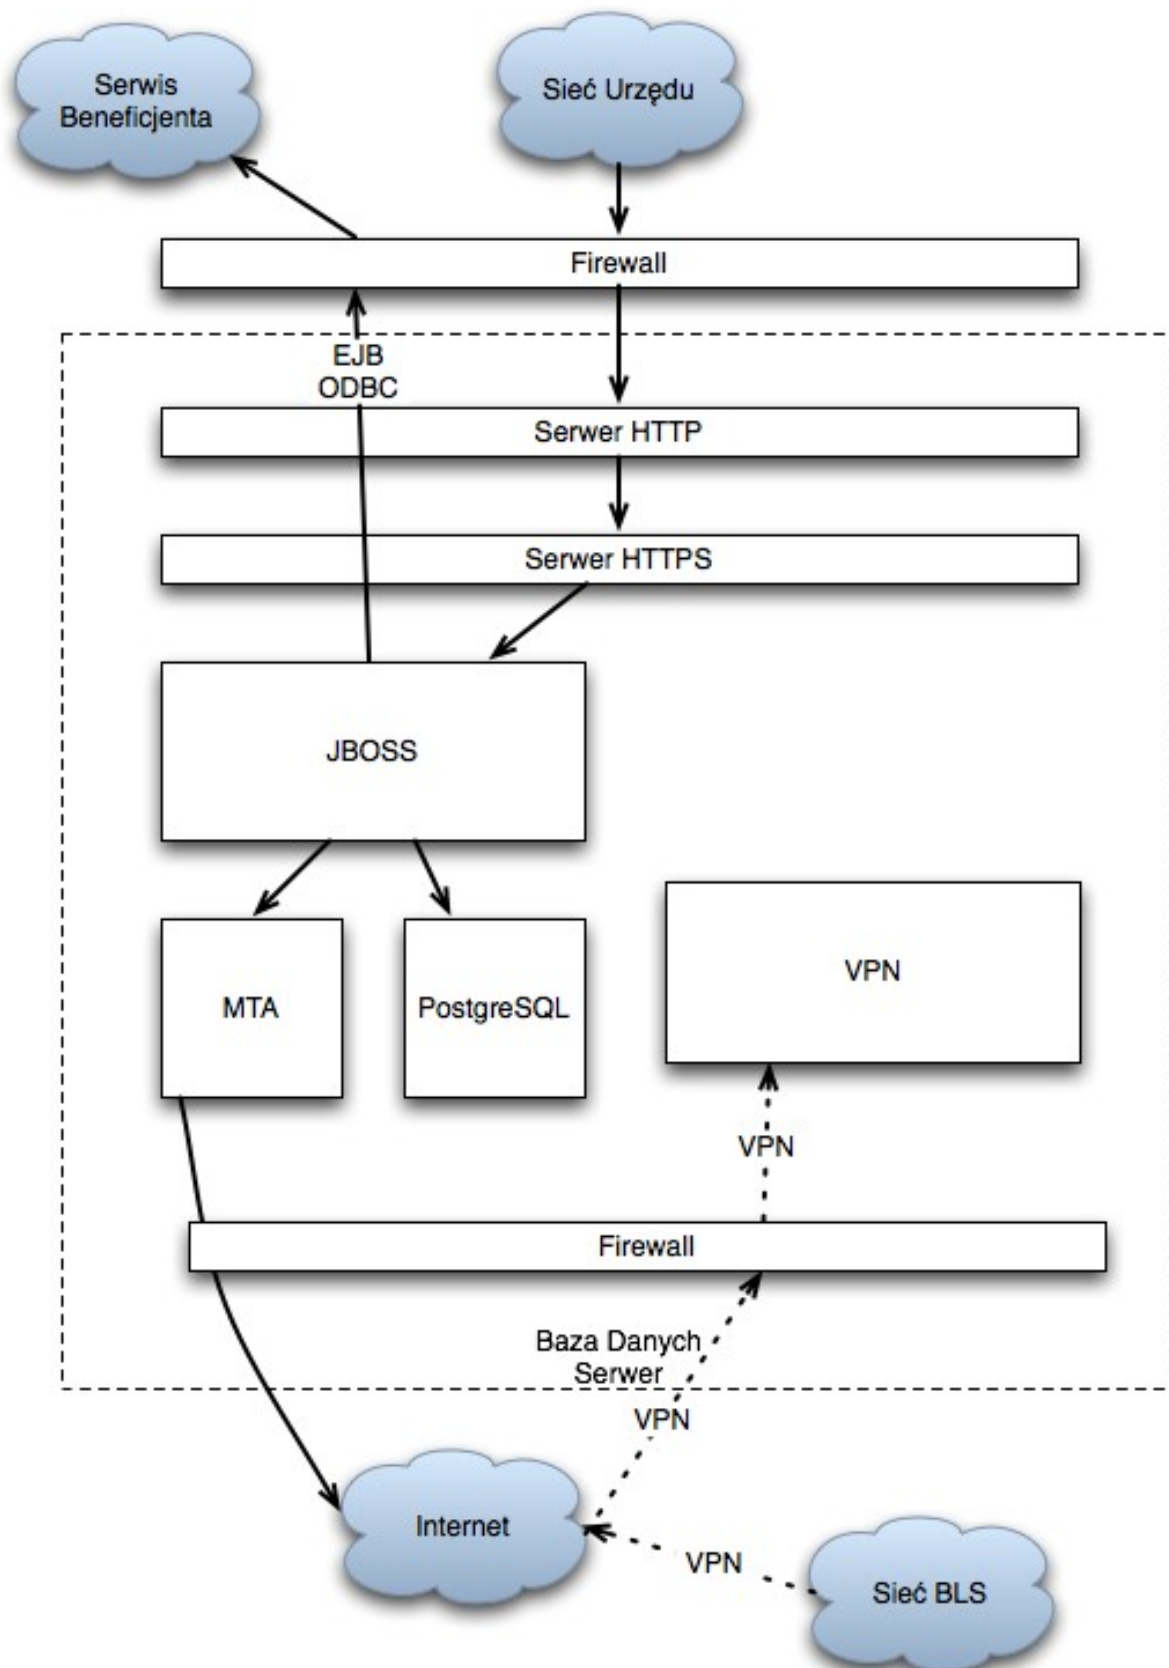 Serwis
Beneficjenta
Sieć Urzędu
Firewall
EJB
ODBC
Serwer HTTP
Serwer HTTPS
JBOSS
MTA
PostgreSQL
VPN
VPN
Firewall
Baza Danych
Serwer
VPN
Internet
VPN
Sieć BLS